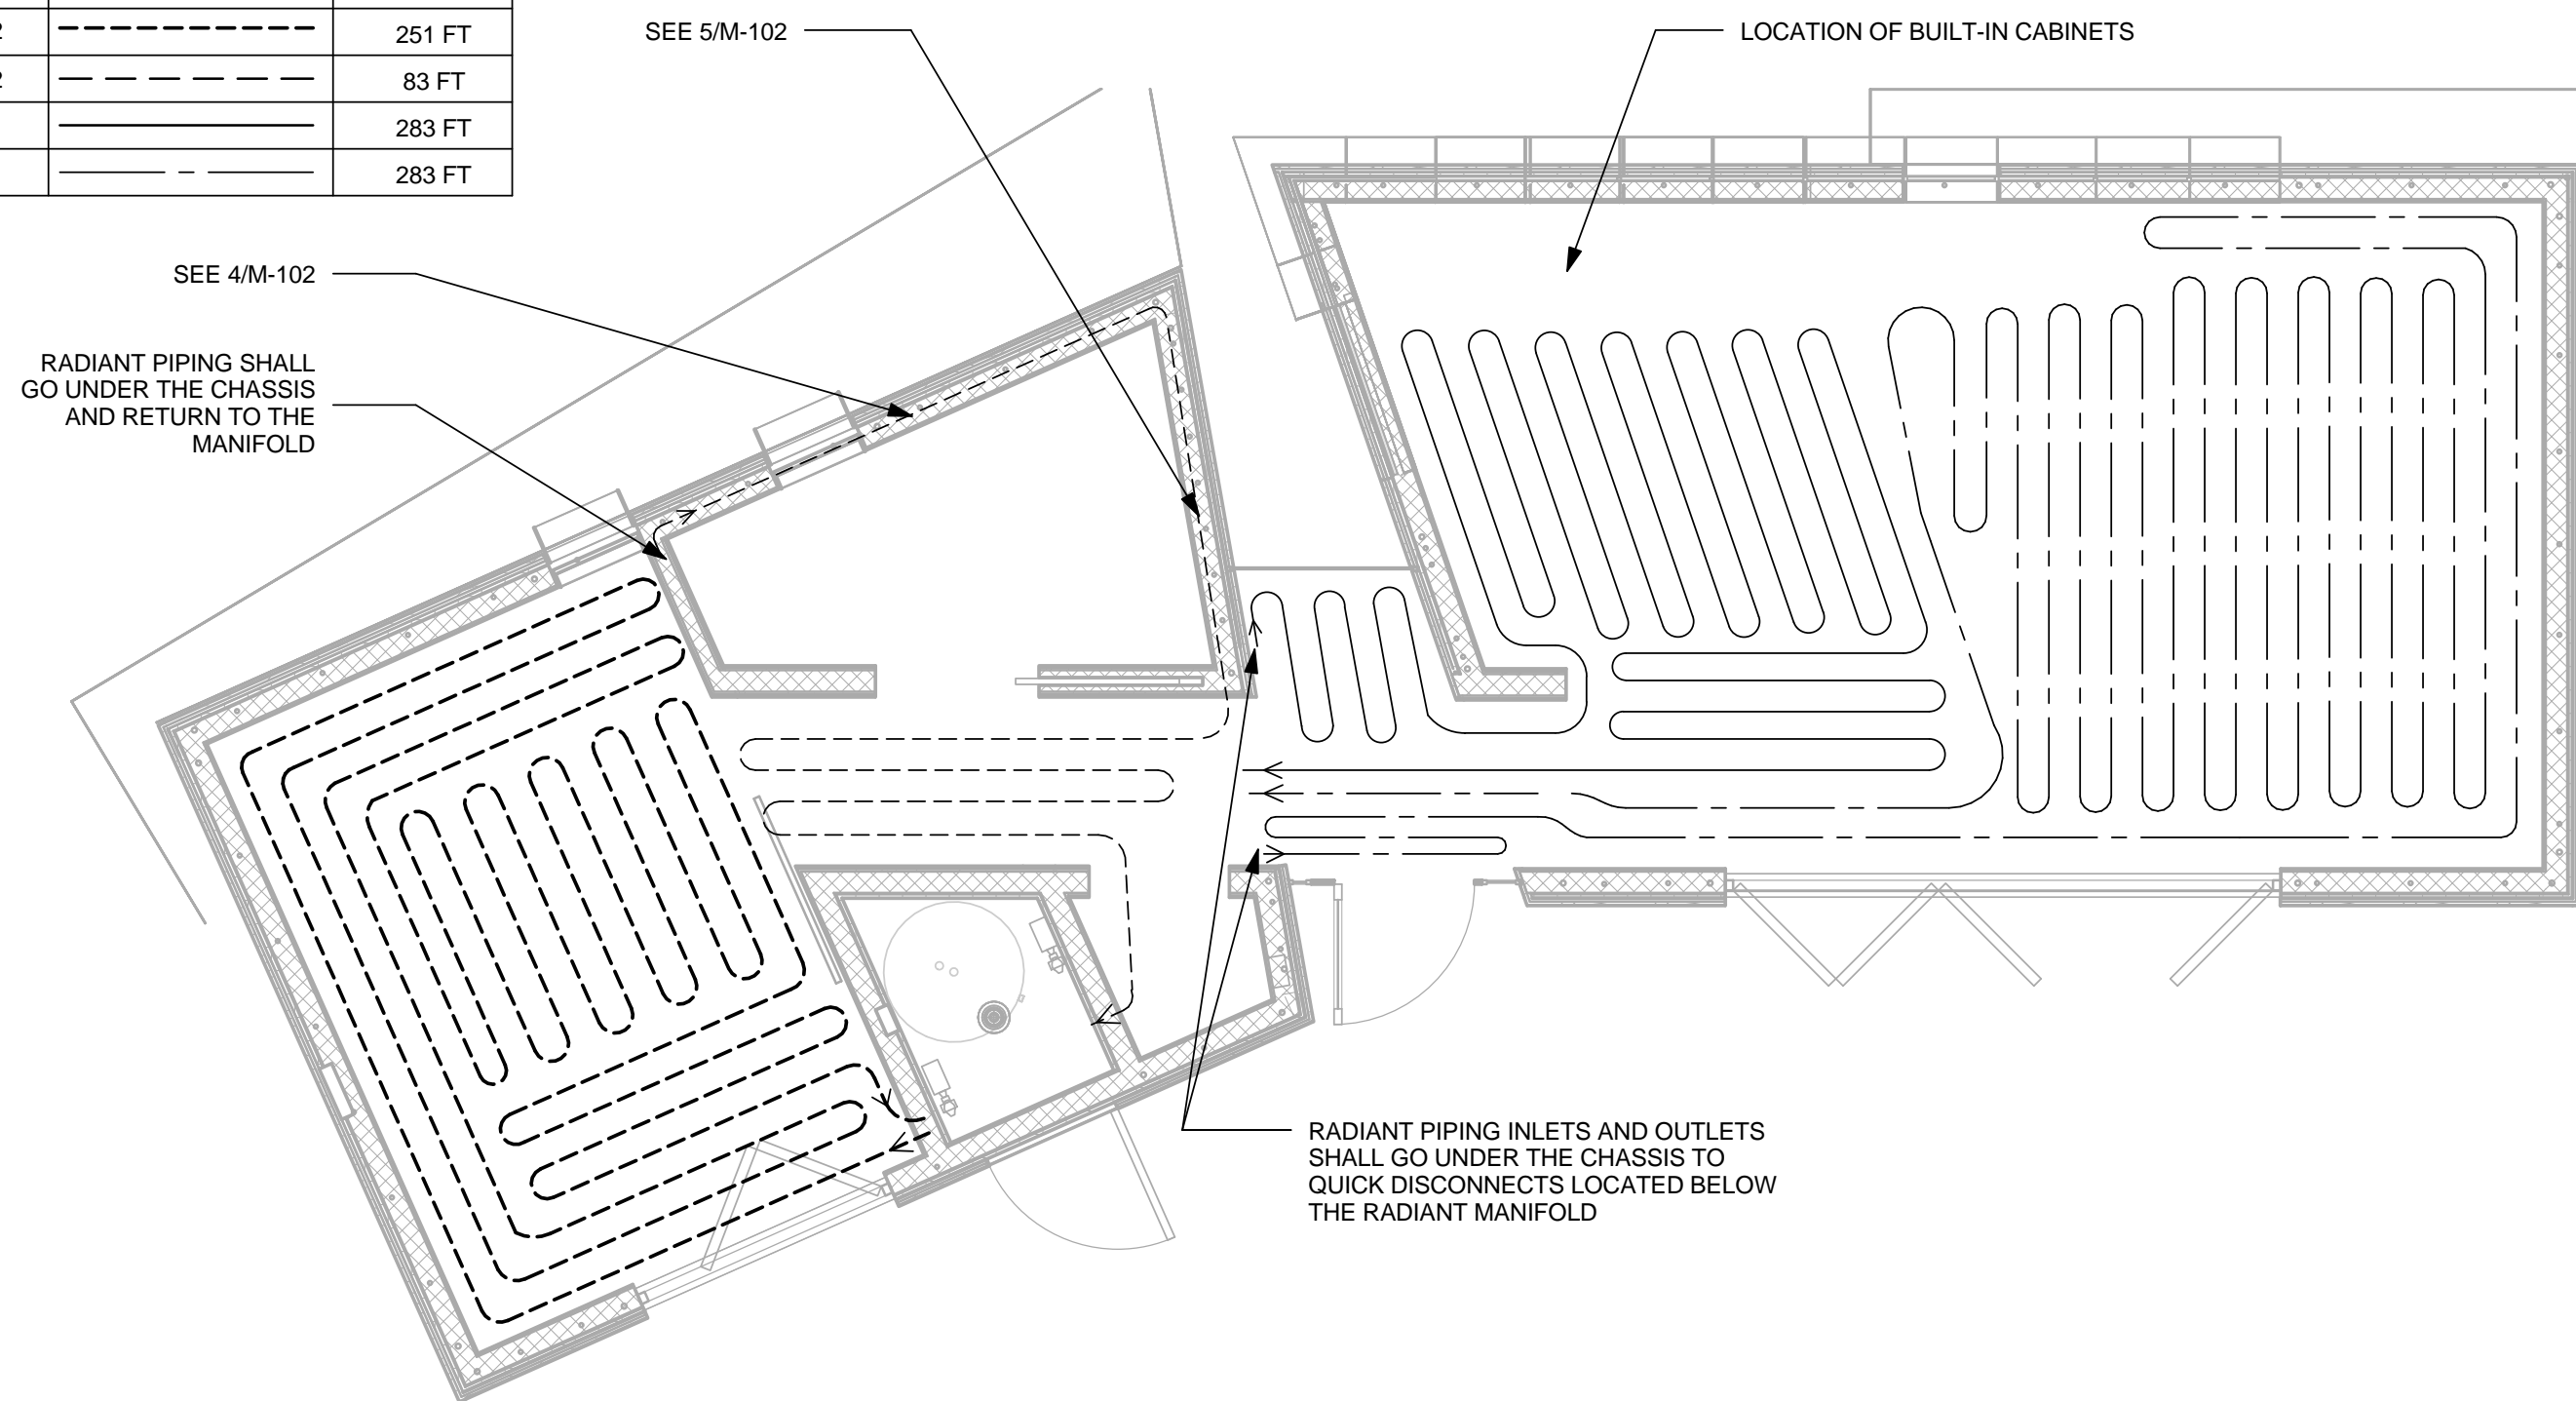 2 251 FT
2 83 FT
283 FT
283 FT
SEE 5/M-102
LOCATION OF BUILT-IN CABINETS
SEE 4/M-102
RADIANT PIPING SHALL
GO UNDER THE CHASSIS
AND RETURN TO THE
MANIFOLD
RADIANT PIPING INLETS AND OUTLETS
SHALL GO UNDER THE CHASSIS TO
QUICK DISCONNECTS LOCATED BELOW
THE RADIANT MANIFOLD